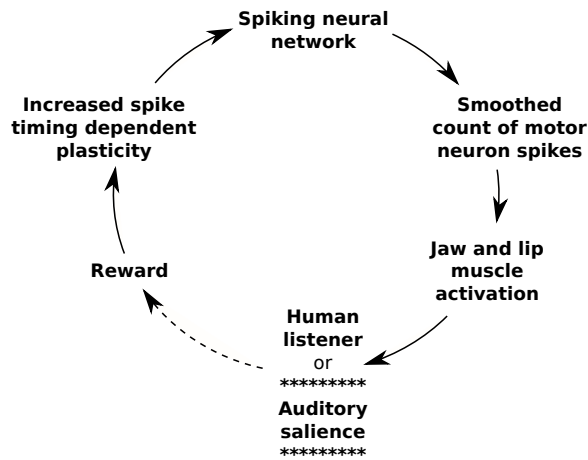 Spiking neural
network
Increased spike
timing dependent
plasticity
Smoothed
count of motor
neuron spikes
Reward
Jaw and lip
muscle
activation
Human
listener
or
*********
Auditory
salience
*********